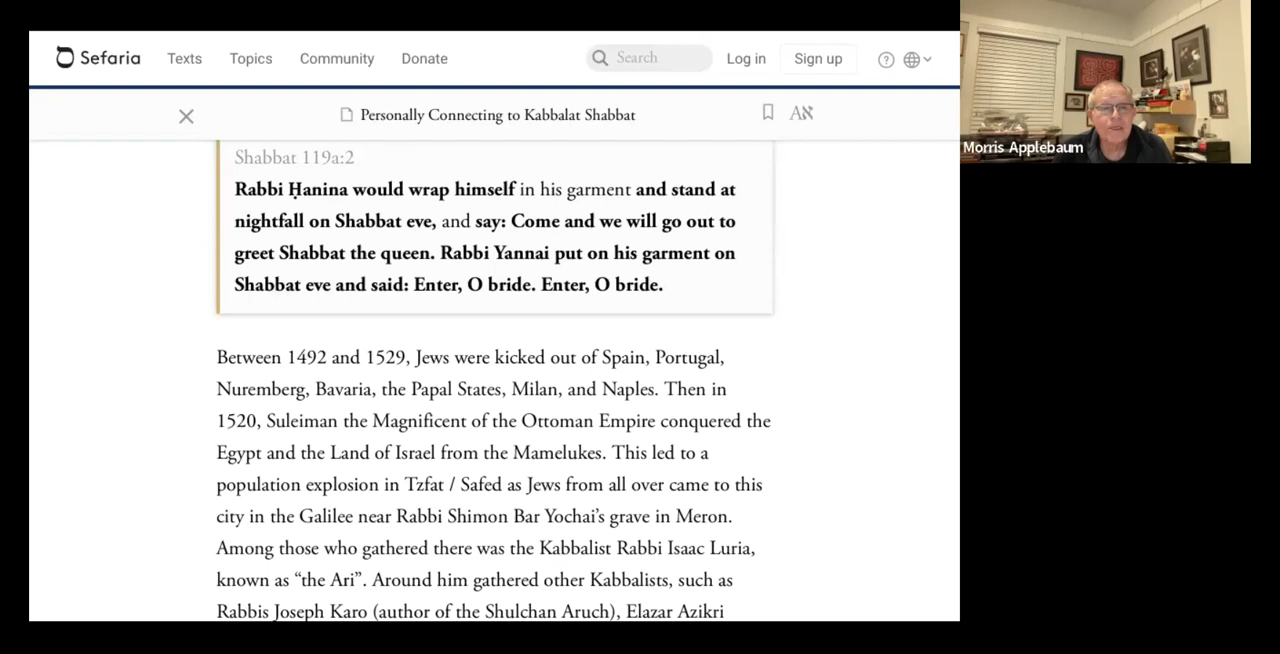 Sefaria Texts Topics Community Donate Search Log in Sign up
Personally Connecting to Kabbalat Shabbat Aא
Shabbat 119a:2
Rabbi Ḥanina would wrap himself in his garment and stand at
nightfall on Shabbat eve, and say: Come and we will go out to
greet Shabbat the queen. Rabbi Yannai put on his garment on
Shabbat eve and said: Enter, O bride. Enter, O bride.
Between 1492 and 1529, Jews were kicked out of Spain, Portugal,
Nuremberg, Bavaria, the Papal States, Milan, and Naples. Then in
1520, Suleiman the Magnificent of the Ottoman Empire conquered the
Egypt and the Land of Israel from the Mamelukes. This led to a
population explosion in Tzfat / Safed as Jews from all over came to this
city in the Galilee near Rabbi Shimon Bar Yochai’s grave in Meron.
Among those who gathered there was the Kabbalist Rabbi Isaac Luria,
known as “the Ari”. Around him gathered other Kabbalists, such as
Rabbis Joseph Karo (author of the Shulchan Aruch), Elazar Azikri
Morris Applebaum